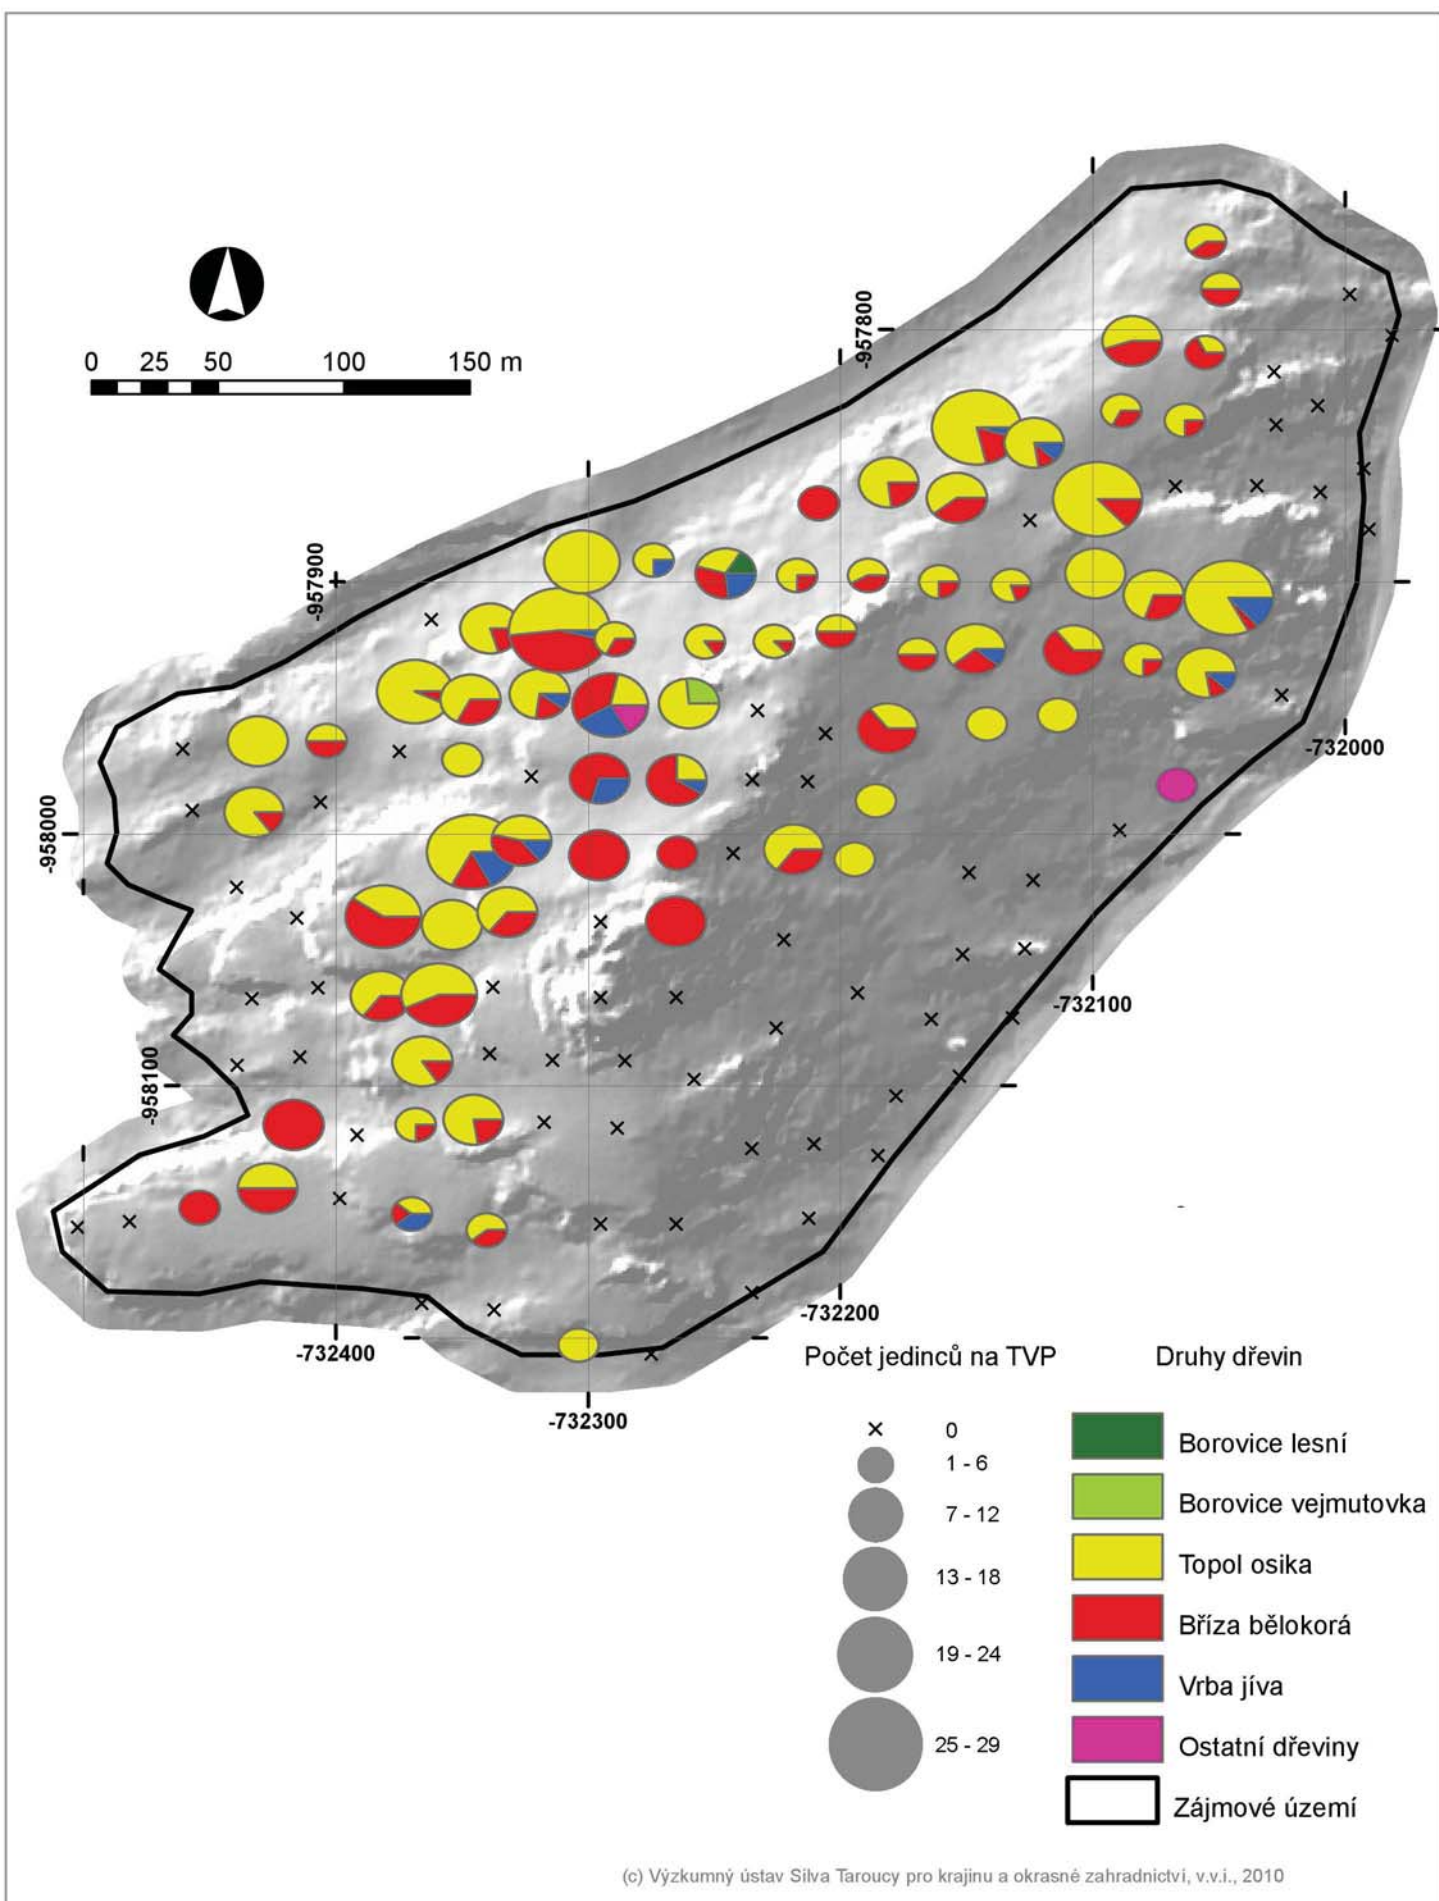 -957800
0 25 50 100 150 m
-957900
-732000
-958000
-732100
-958100
-732200
-732400
-732300
Počet jedinců na TVP
0
1 - 6
7 - 12
13 - 18
19 - 24
25 - 29
Druhy dřevin
Borovice lesní
Borovice vejmutovka
Topol osika
Bříza bělokorá
Vrba jíva
Ostatní dřeviny
Zájmové území
(c) Výzkumný ústav Silva Taroucy pro krajinu a okrasné zahradnictví, v.v.i., 2010